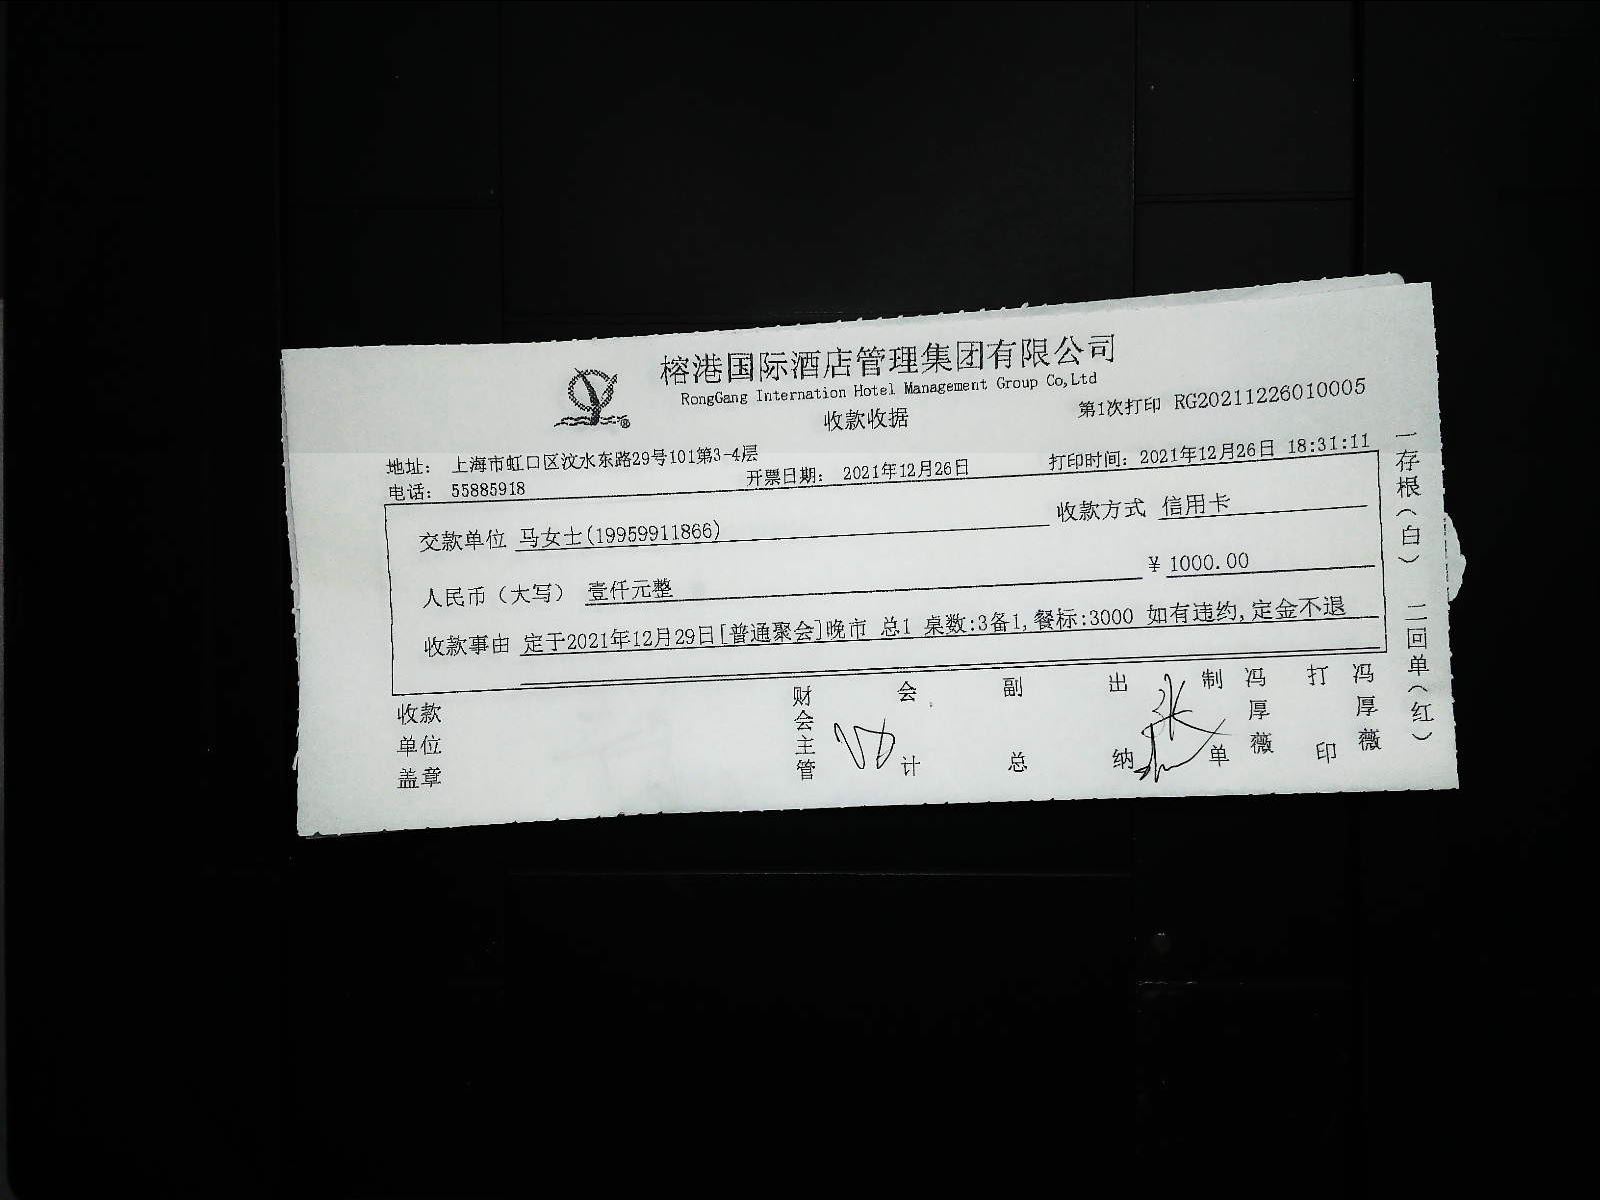 榕港国际酒店管理集团有限公司
RongGang Internation Hotel Management Group Co,Ltd
收款收据
第1次打印 RG20211226010005
地址： 上海市虹口区汶水东路29号101第3-4层
电话： 55885918
开票日期： 2021年12月26日
打印时间: 2021年12月26日 18:31:11
交款单位 马女士(19959911866)
收款方式 信用卡
人民币（大写） 壹仟元整
¥ 1000.00
收款事由 定于2021年12月29日[普通聚会]晚市 总1 桌数:3备1,餐标:3000 如有违约,定金不退
收款单位盖章
财会主管
会计
副总
出纳
制单
冯厚薇
打印
冯厚薇
一存根（白） 二回单（红）